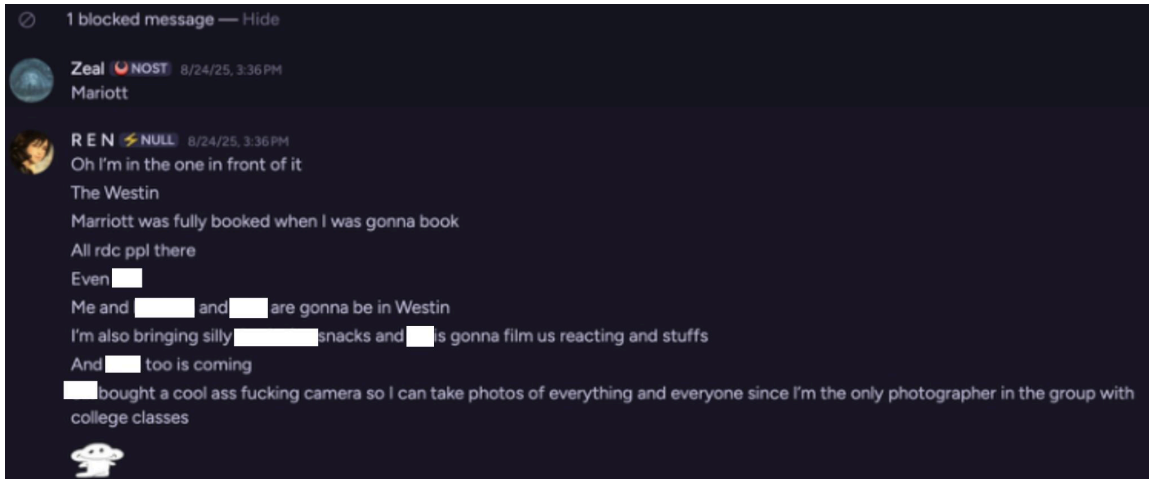 1 blocked message — Hide
Zeal NOST 8/24/25, 3:36 PM
Mariott
R E N NULL 8/24/25, 3:36 PM
Oh I'm in the one in front of it
The Westin
Marriott was fully booked when I was gonna book
All rdc ppl there
Even
Me and and are gonna be in Westin
I'm also bringing silly snacks and is gonna film us reacting and stuffs
And too is coming
bought a cool ass fucking camera so I can take photos of everything and everyone since I'm the only photographer in the group with
college classes